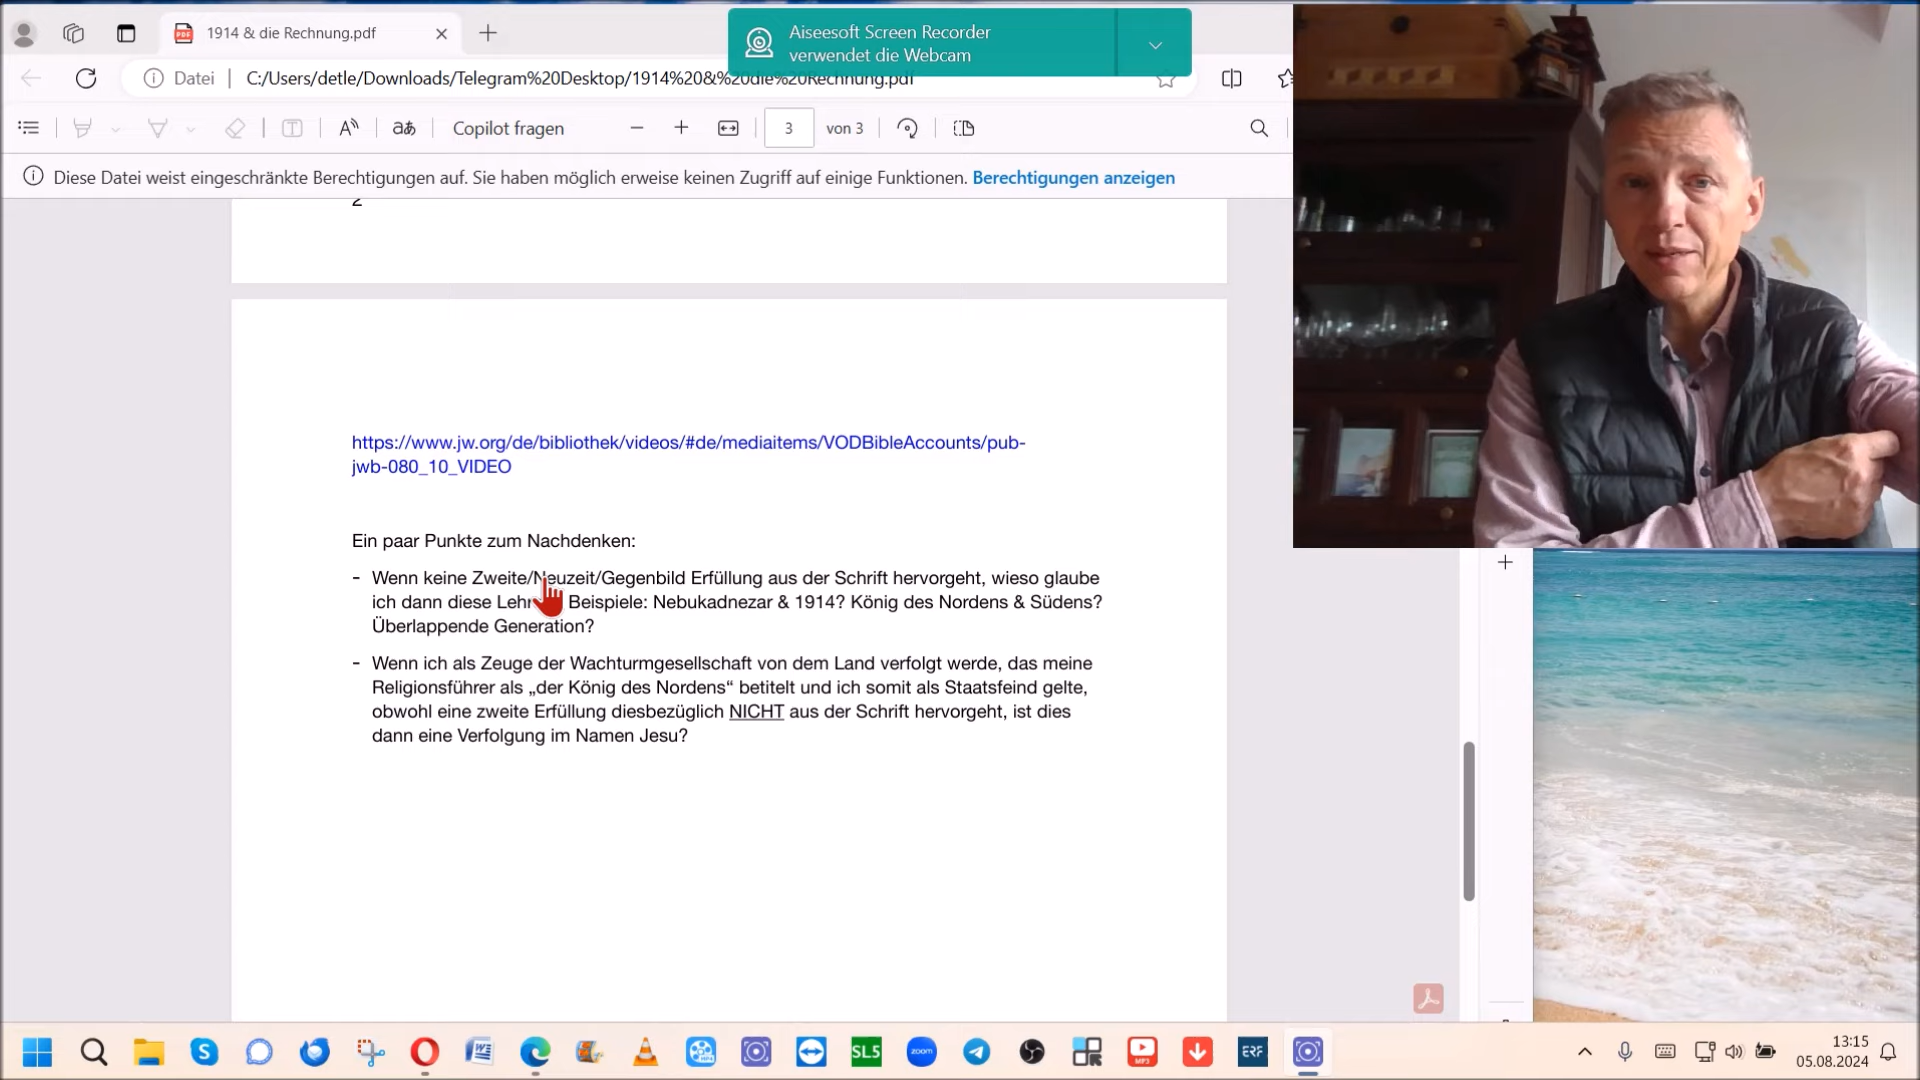 1914 & die Rechnung.pdf
Aiseesoft Screen Recorder
verwendet die Webcam
Datei
C:/Users/detle/Downloads/Telegram%20Desktop/1914%20&%20die%20Rechnung.pdf
Copilot fragen
3 von 3
Diese Datei weist eingeschränkte Berechtigungen auf. Sie haben möglich erweise keinen Zugriff auf einige Funktionen. Berechtigungen anzeigen
2
https://www.jw.org/de/bibliothek/videos/#de/mediaitems/VODBibleAccounts/pub-
jwb-080_10_VIDEO
Ein paar Punkte zum Nachdenken:
- Wenn keine Zweite/Neuzeit/Gegenbild Erfüllung aus der Schrift hervorgeht, wieso glaube
ich dann diese Beispiele: Nebukadnezar & 1914? König des Nordens & Südens?
Überlappende Generation?
- Wenn ich als Zeuge der Wachturmgesellschaft von dem Land verfolgt werde, das meine
Religionsführer als „der König des Nordens“ betitelt und ich somit als Staatsfeind gelte,
obwohl eine zweite Erfüllung diesbezüglich NICHT aus der Schrift hervorgeht, ist dies
dann eine Verfolgung im Namen Jesu?
SL5
zoom
MP3
ERF
13:15
05.08.2024